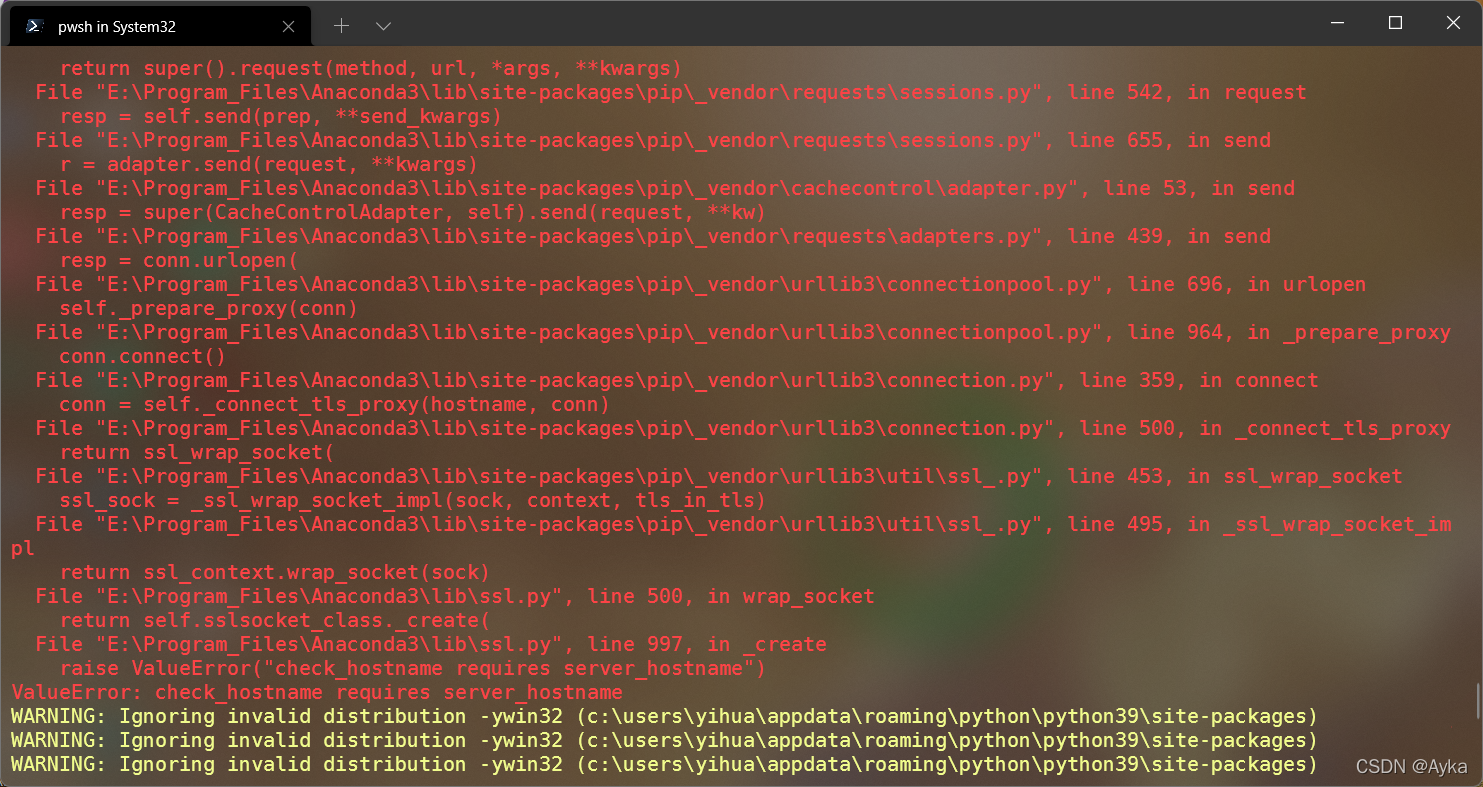 pwsh in System32
return super().request(method, url, *args, **kwargs)
File "E:\Program_Files\Anaconda3\lib\site-packages\pip\_vendor\requests\sessions.py", line 542, in request
resp = self.send(prep, **send_kwargs)
File "E:\Program_Files\Anaconda3\lib\site-packages\pip\_vendor\requests\sessions.py", line 655, in send
r = adapter.send(request, **kwargs)
File "E:\Program_Files\Anaconda3\lib\site-packages\pip\_vendor\cachecontrol\adapter.py", line 53, in send
resp = super(CacheControlAdapter, self).send(request, **kw)
File "E:\Program_Files\Anaconda3\lib\site-packages\pip\_vendor\requests\adapters.py", line 439, in send
resp = conn.urlopen(
File "E:\Program_Files\Anaconda3\lib\site-packages\pip\_vendor\urllib3\connectionpool.py", line 696, in urlopen
self._prepare_proxy(conn)
File "E:\Program_Files\Anaconda3\lib\site-packages\pip\_vendor\urllib3\connectionpool.py", line 964, in _prepare_proxy
conn.connect()
File "E:\Program_Files\Anaconda3\lib\site-packages\pip\_vendor\urllib3\connection.py", line 359, in connect
conn = self._connect_tls_proxy(hostname, conn)
File "E:\Program_Files\Anaconda3\lib\site-packages\pip\_vendor\urllib3\connection.py", line 500, in _connect_tls_proxy
return ssl_wrap_socket(
File "E:\Program_Files\Anaconda3\lib\site-packages\pip\_vendor\urllib3\util\ssl_.py", line 453, in ssl_wrap_socket
ssl_sock = _ssl_wrap_socket_impl(sock, context, tls_in_tls)
File "E:\Program_Files\Anaconda3\lib\site-packages\pip\_vendor\urllib3\util\ssl_.py", line 495, in _ssl_wrap_socket_im
pl
return ssl_context.wrap_socket(sock)
File "E:\Program_Files\Anaconda3\lib\ssl.py", line 500, in wrap_socket
return self.sslsocket_class._create(
File "E:\Program_Files\Anaconda3\lib\ssl.py", line 997, in _create
raise ValueError("check_hostname requires server_hostname")
ValueError: check_hostname requires server_hostname
WARNING: Ignoring invalid distribution -ywin32 (c:\users\yihua\appdata\roaming\python\python39\site-packages)
WARNING: Ignoring invalid distribution -ywin32 (c:\users\yihua\appdata\roaming\python\python39\site-packages)
WARNING: Ignoring invalid distribution -ywin32 (c:\users\yihua\appdata\roaming\python\python39\site-packages)
CSDN @Ayka